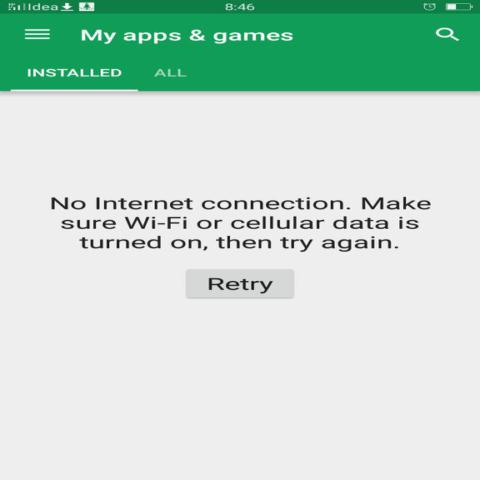 Idea 8:46
My apps & games
INSTALLED ALL
No Internet connection. Make
sure Wi-Fi or cellular data is
turned on, then try again.
Retry